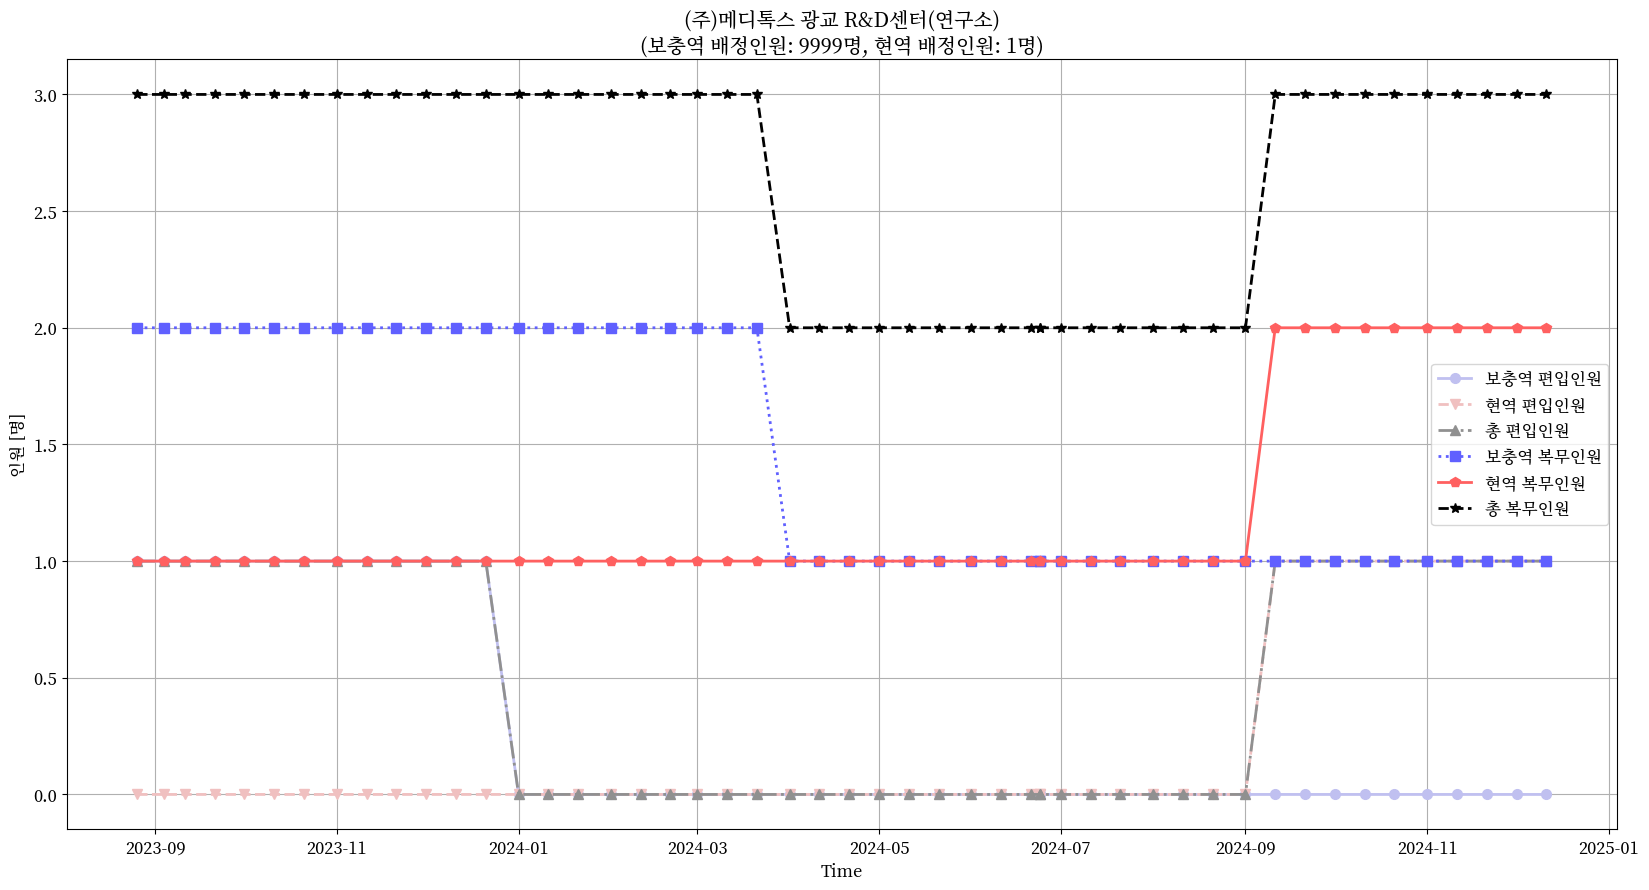 (주)메디톡스 광교 R&D센터(연구소)
(보충역 배정인원: 9999명, 현역 배정인원: 1명)
인원 [명]
3.0
2.5
2.0
1.5
1.0
0.5
0.0
보충역 편입인원
현역 편입인원
총 편입인원
보충역 복무인원
현역 복무인원
총 복무인원
2023-09
2023-11
2024-01
2024-03
2024-05
2024-07
2024-09
2024-11
2025-01
Time